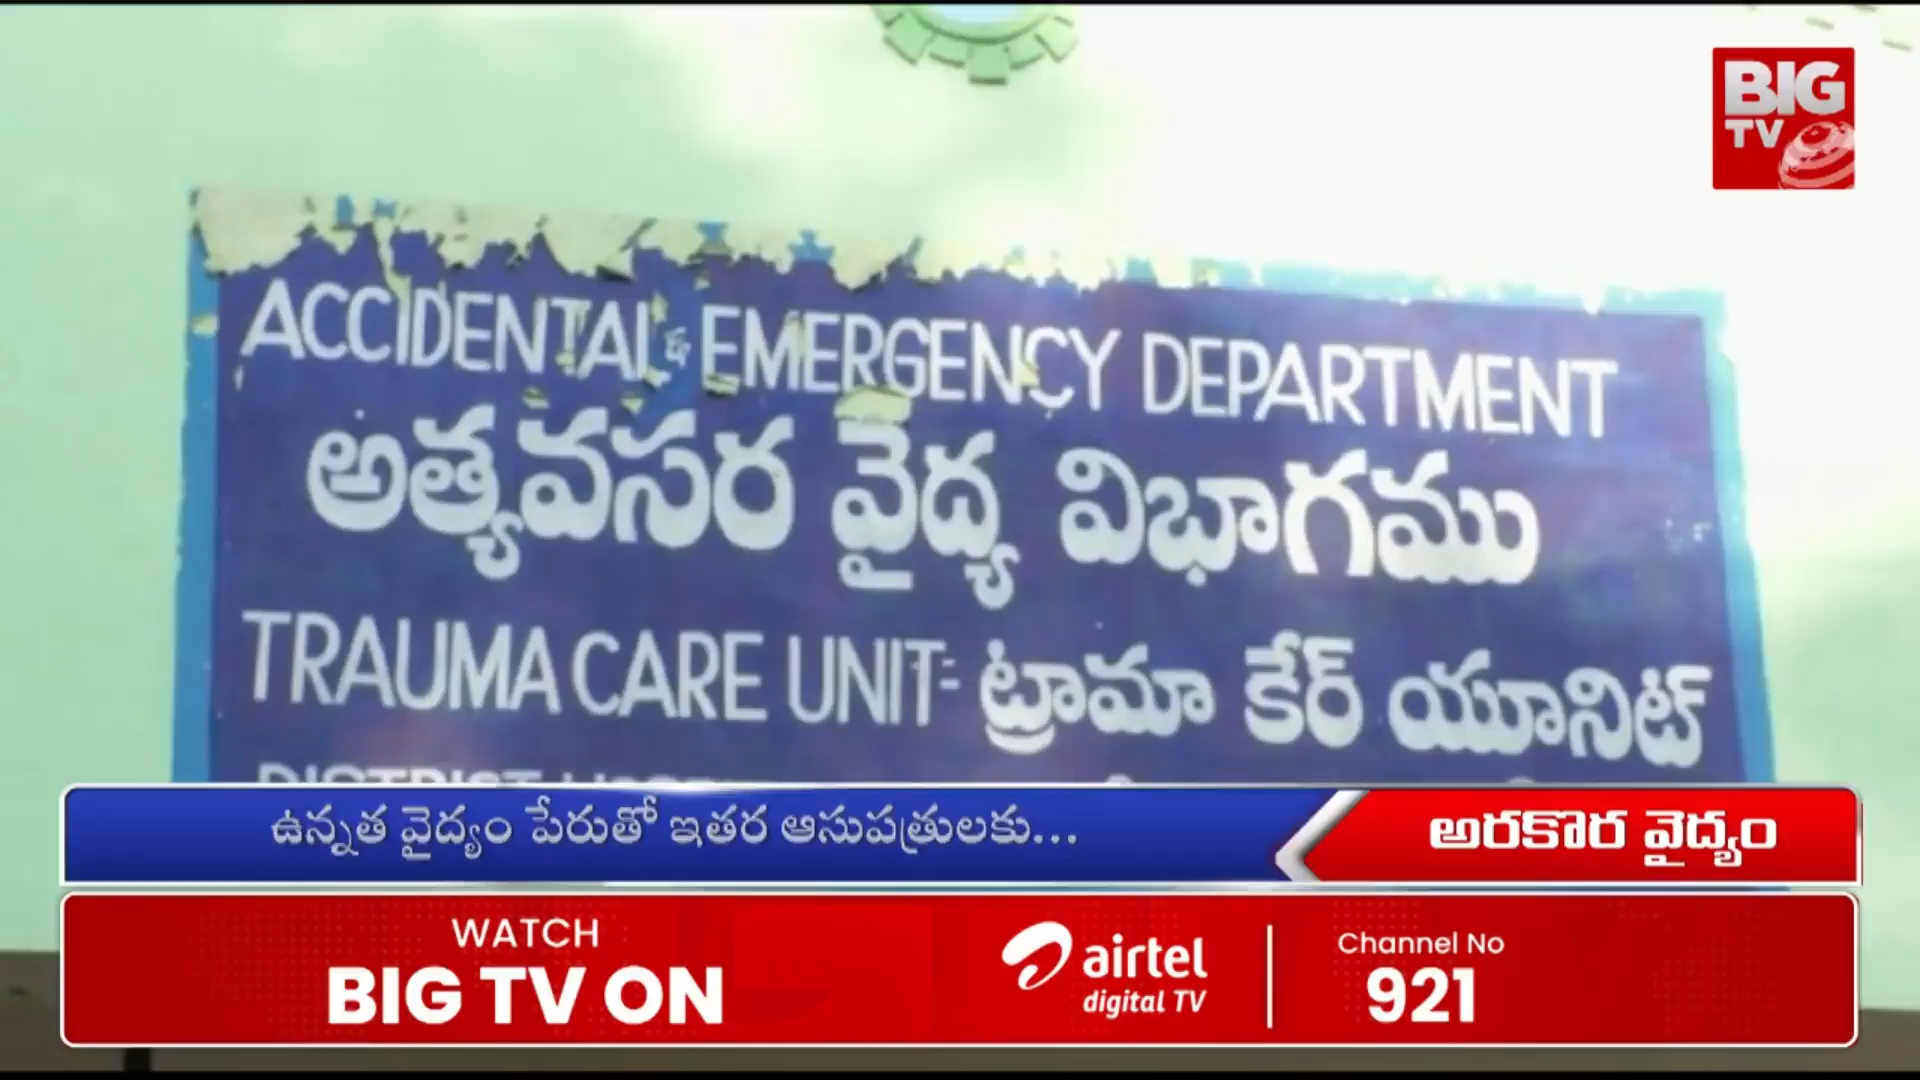 BIG
TV
ACCIDENTAL & EMERGENCY DEPARTMENT
అత్యవసర వైద్య విభాగము
TRAUMA CARE UNIT= ట్రామా కేర్ యూనిట్
ఉన్నత వైద్యం పేరుతో ఇతర ఆసుపత్రులకు...
అరకొర వైద్యం
WATCH
BIG TV ON
airtel
digital TV
Channel No
921